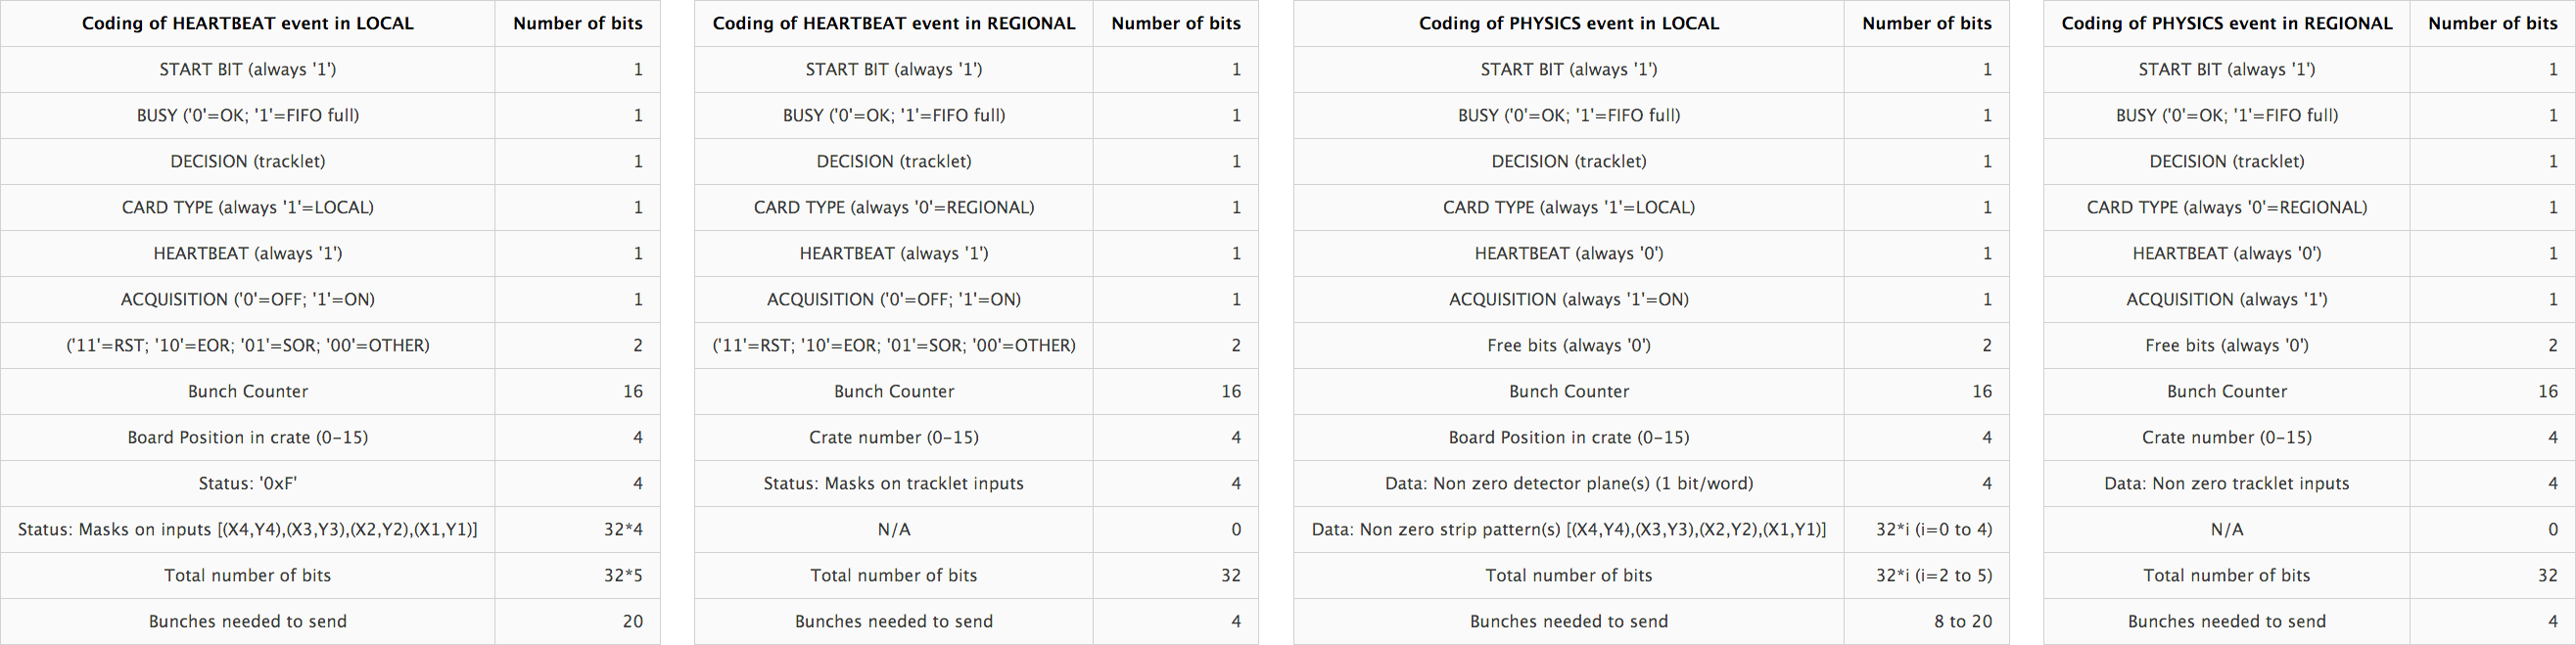 Coding of HEARTBEAT event in LOCAL Number of bits
START BIT (always '1') 1
BUSY ('0'=OK; '1'=FIFO full) 1
DECISION (tracklet) 1
CARD TYPE (always '1'=LOCAL) 1
HEARTBEAT (always '1') 1
ACQUISITION ('0'=OFF; '1'=ON) 1
('11'=RST; '10'=EOR; '01'=SOR; '00'=OTHER) 2
Bunch Counter 16
Board Position in crate (0-15) 4
Status: '0xF' 4
Status: Masks on inputs [(X4,Y4),(X3,Y3),(X2,Y2),(X1,Y1)] 32*4
Total number of bits 32*5
Bunches needed to send 20
Coding of HEARTBEAT event in REGIONAL Number of bits
START BIT (always '1') 1
BUSY ('0'=OK; '1'=FIFO full) 1
DECISION (tracklet) 1
CARD TYPE (always '0'=REGIONAL) 1
HEARTBEAT (always '1') 1
ACQUISITION ('0'=OFF; '1'=ON) 1
('11'=RST; '10'=EOR; '01'=SOR; '00'=OTHER) 2
Bunch Counter 16
Crate number (0-15) 4
Status: Masks on tracklet inputs 4
N/A 0
Total number of bits 32
Bunches needed to send 4
Coding of PHYSICS event in LOCAL Number of bits
START BIT (always '1') 1
BUSY ('0'=OK; '1'=FIFO full) 1
DECISION (tracklet) 1
CARD TYPE (always '1'=LOCAL) 1
HEARTBEAT (always '0') 1
ACQUISITION (always '1'=ON) 1
Free bits (always '0') 2
Bunch Counter 16
Board Position in crate (0-15) 4
Data: Non zero detector plane(s) (1 bit/word) 4
Data: Non zero strip pattern(s) [(X4,Y4),(X3,Y3),(X2,Y2),(X1,Y1)] 32*i (i=0 to 4)
Total number of bits 32*i (i=2 to 5)
Bunches needed to send 8 to 20
Coding of PHYSICS event in REGIONAL Number of bits
START BIT (always '1') 1
BUSY ('0'=OK; '1'=FIFO full) 1
DECISION (tracklet) 1
CARD TYPE (always '0'=REGIONAL) 1
HEARTBEAT (always '0') 1
ACQUISITION (always '1') 1
Free bits (always '0') 2
Bunch Counter 16
Crate number (0-15) 4
Data: Non zero tracklet inputs 4
N/A 0
Total number of bits 32
Bunches needed to send 4